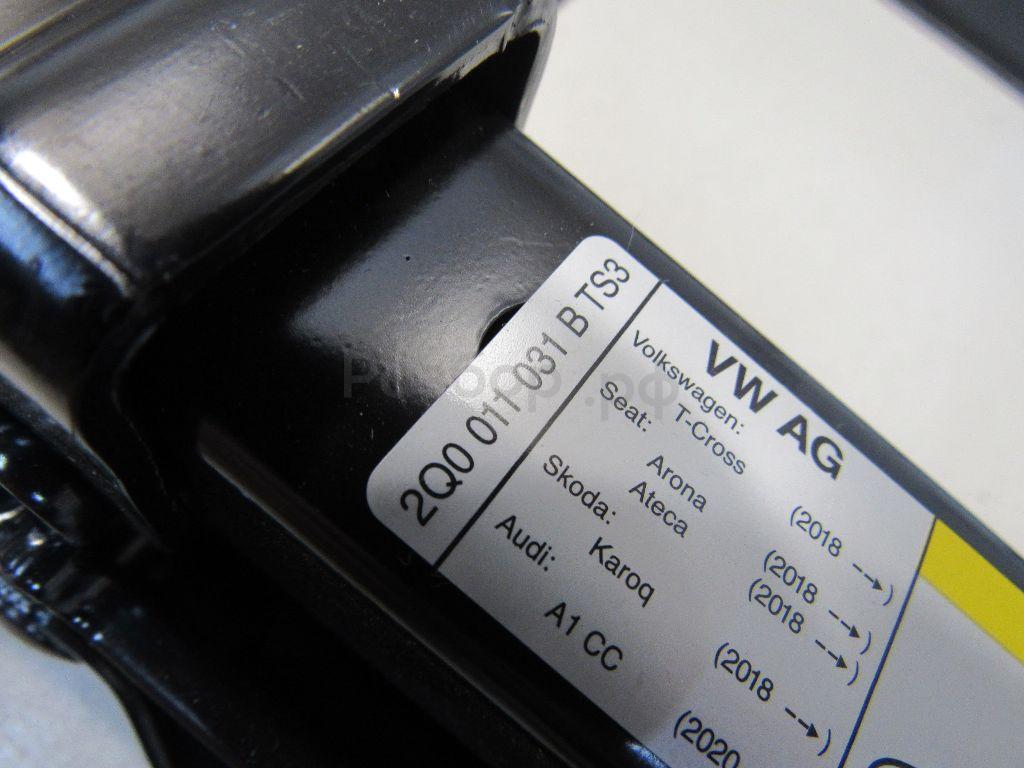 2Q0 011 031 B TS3
VW AG
Volkswagen:
T-Cross (2018 --→)
Seat:
Arona (2018 --→)
Ateca (2018 --→)
Skoda:
Karoq (2018 --→)
Audi:
A1 CC (2020
.рф